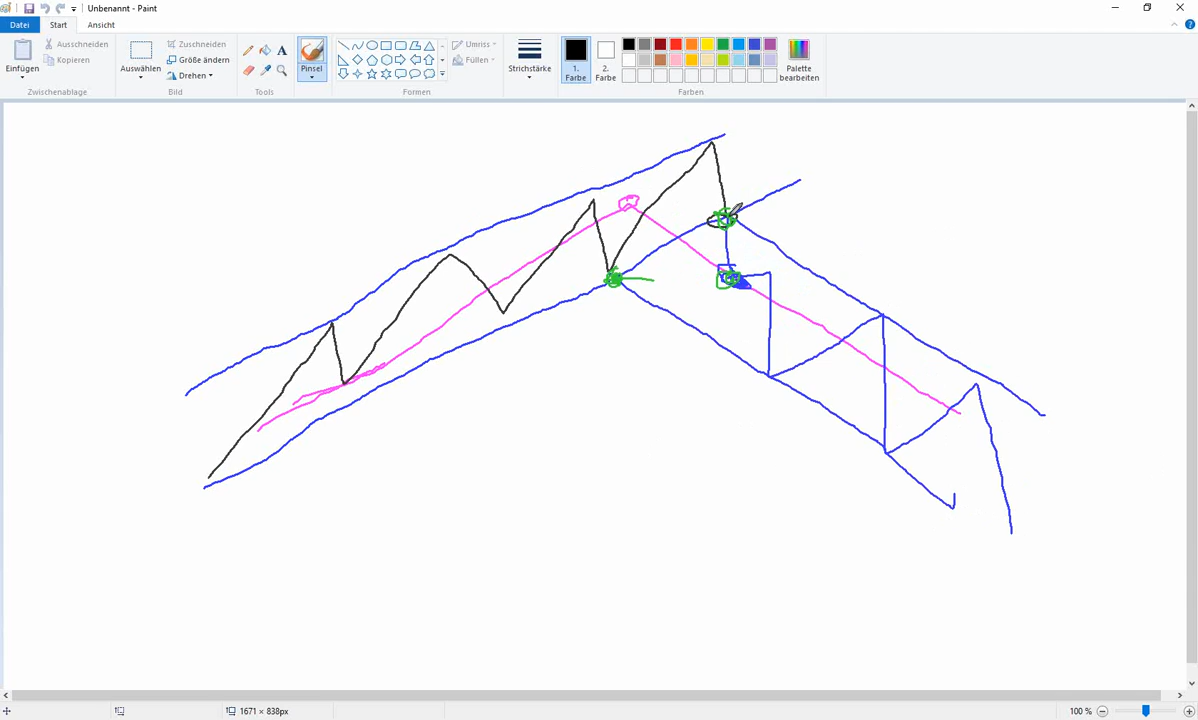 Unbenannt - Paint
Datei Start Ansicht
Einfügen
Ausschneiden
Kopieren
Zwischenablage
Auswählen
Zuschneiden
Größe ändern
Drehen
Bild
Tools
Pinsel
Umriss
Füllen
Formen
Strichstärke
1.
Farbe
2.
Farbe
Farben
Palette
bearbeiten
1671 × 838px
100 %